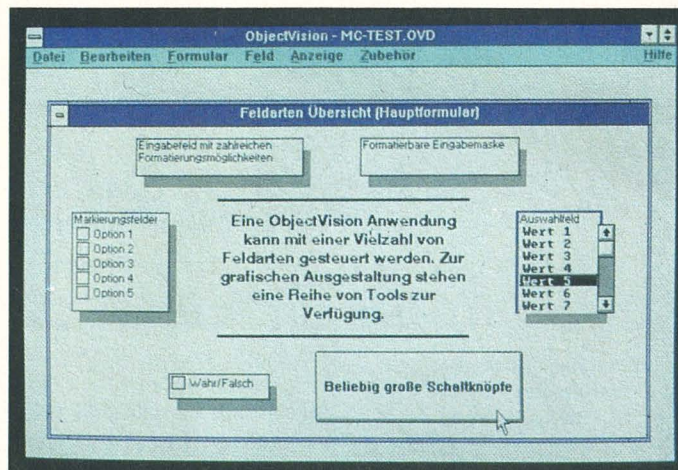 ObjectVision - MC-TEST.OVD
Datei Bearbeiten Formular Feld Anzeige Zubehör Hilfe
Feldarten Übersicht (Hauptformular)
Eingabefeld mit zahlreichen
Formatierungsmöglichkeiten
Formatierbare Eingabemaske
Markierungsfelder
Option 1
Option 2
Option 3
Option 4
Option 5
Eine ObjectVision Anwendung
kann mit einer Vielzahl von
Feldarten gesteuert werden. Zur
grafischen Ausgestaltung stehen
eine Reihe von Tools zur
Verfügung.
Auswahlfeld
Wert 1
Wert 2
Wert 3
Wert 4
Wert 5
Wert 6
Wert 7
Wahr/Falsch
Beliebig große Schaltknöpfe